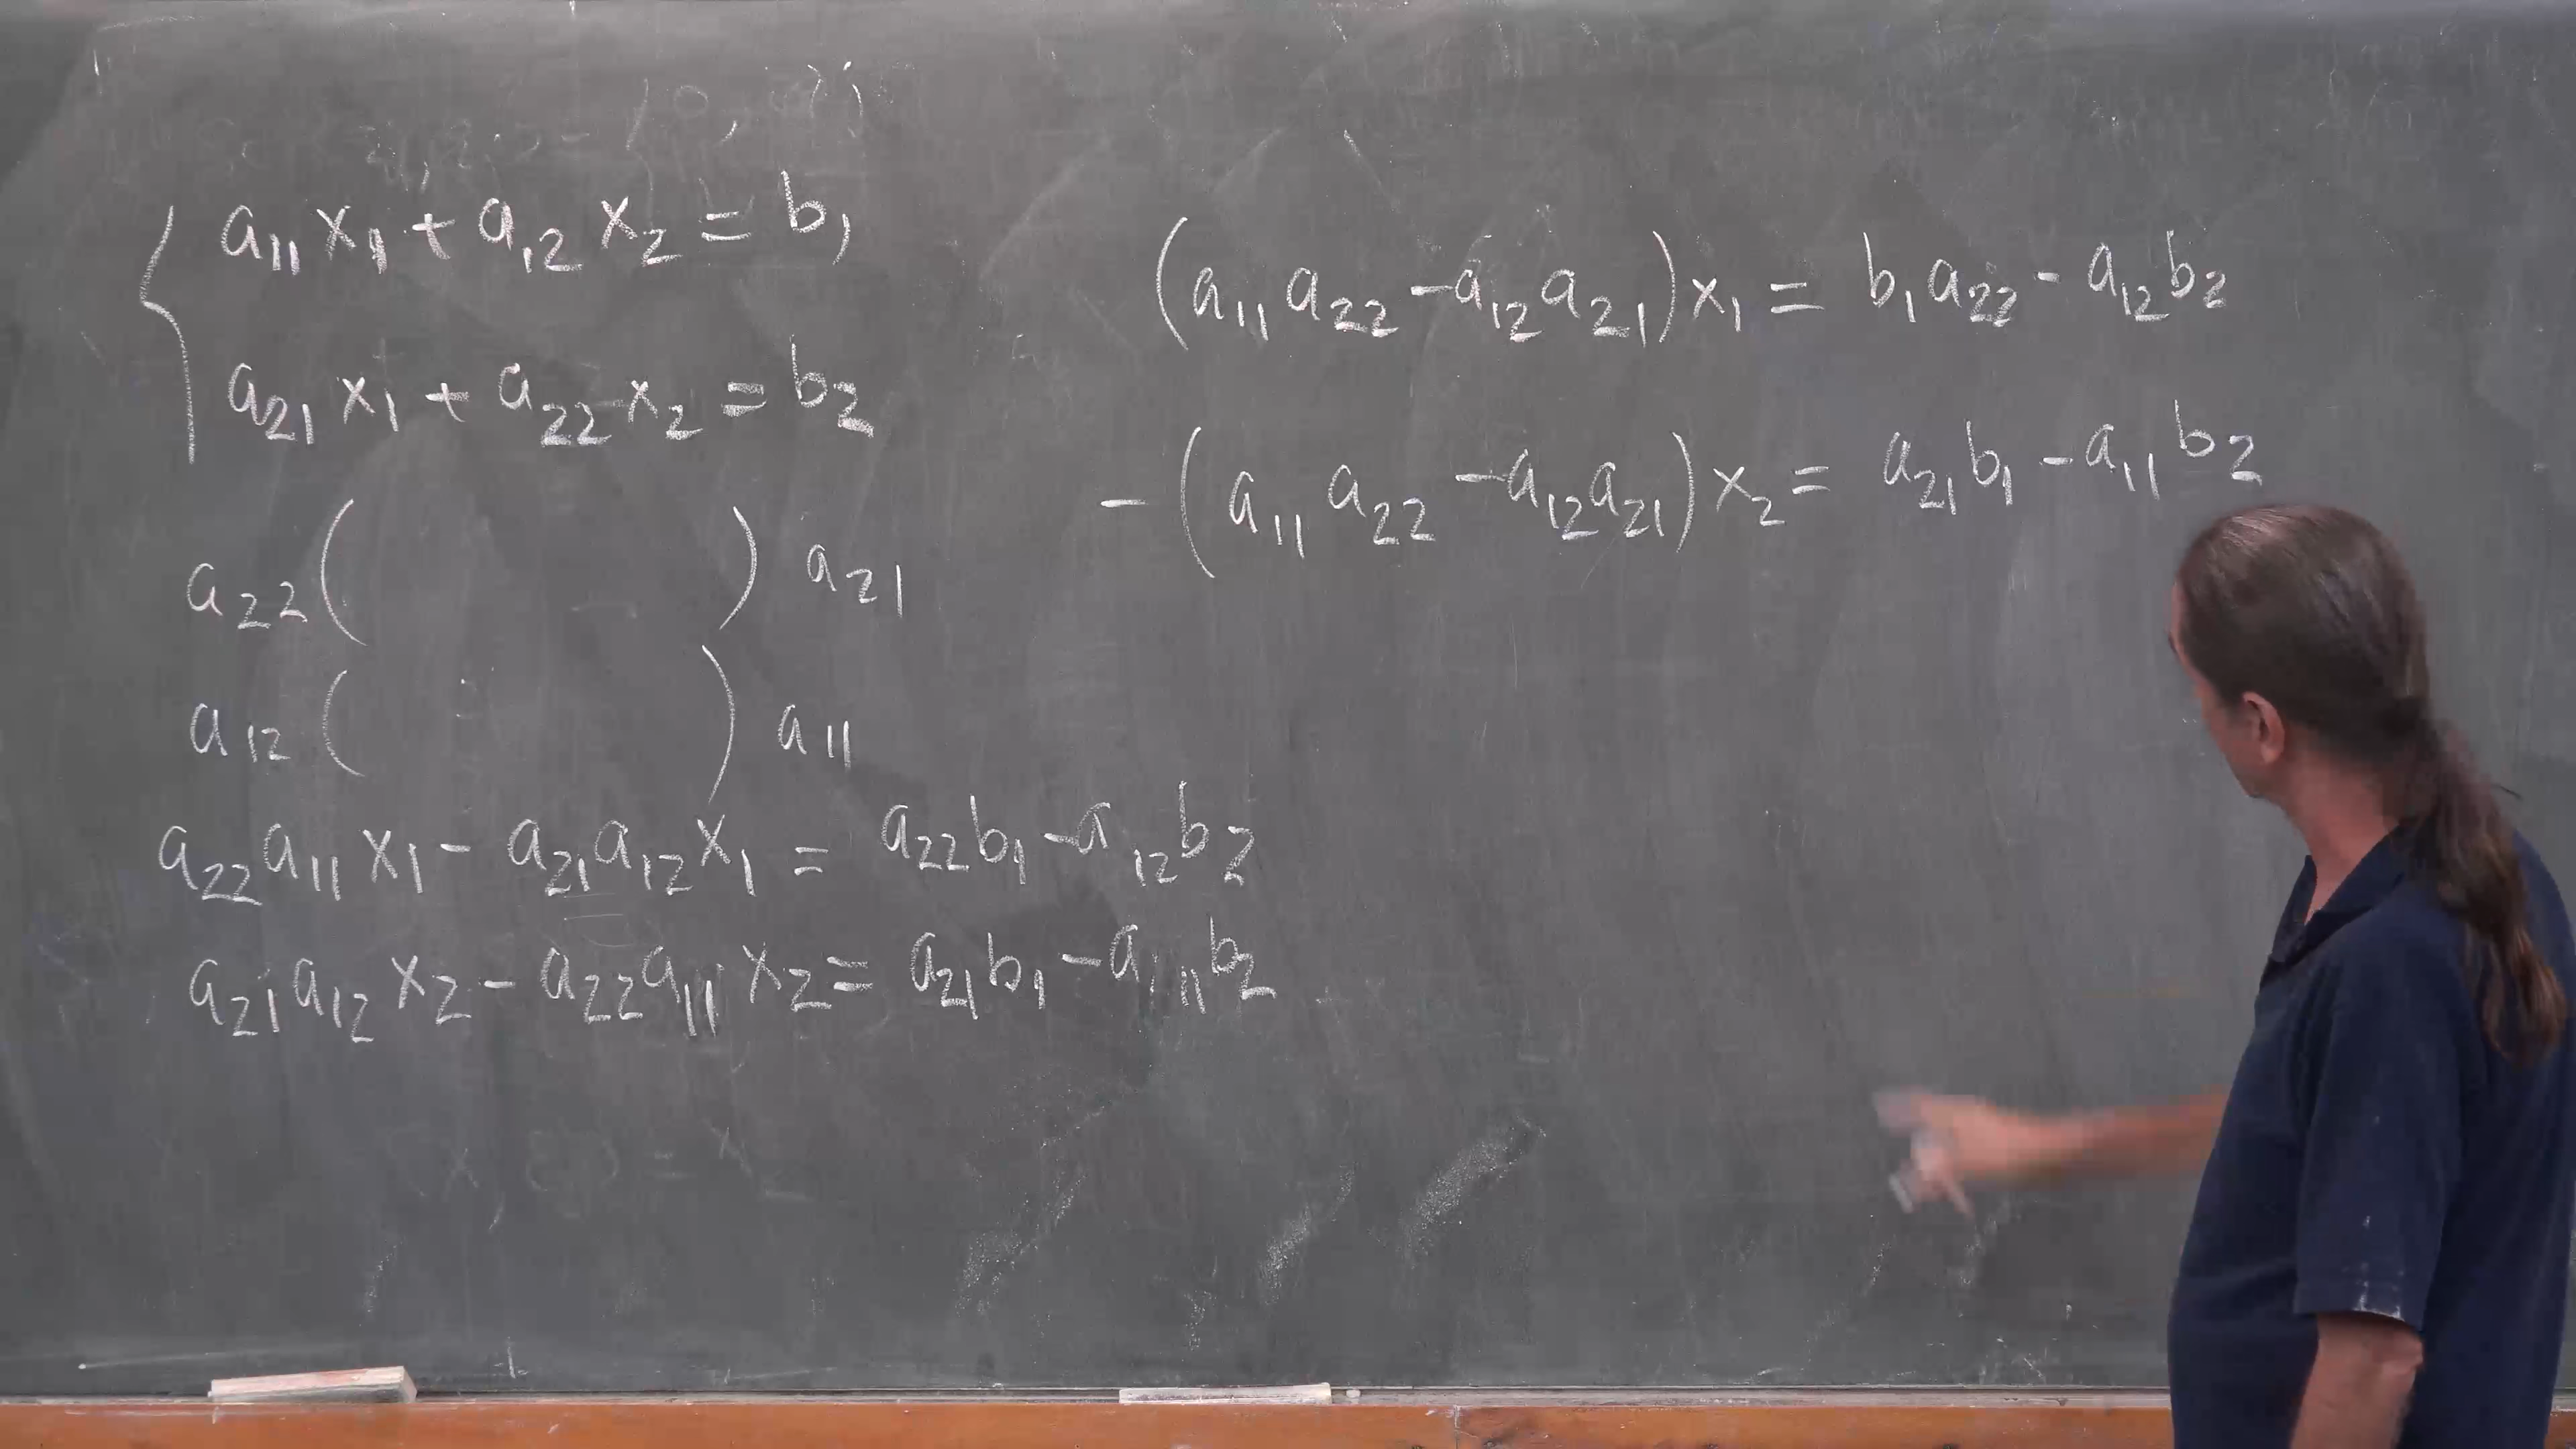 a₁₁x₁ + a₁₂x₂ = b₁
a₂₁x₁ + a₂₂x₂ = b₂
a₂₂( ) a₂₁
a₁₂( ) a₁₁
a₂₂a₁₁x₁ - a₂₁a₁₂x₁ = a₂₂b₁ - a₁₂b₂
a₂₁a₁₂x₂ - a₂₂a₁₁x₂ = a₂₁b₁ - a₁₁b₂
(a₁₁a₂₂ - a₁₂a₂₁)x₁ = b₁a₂₂ - a₁₂b₂
-(a₁₁a₂₂ - a₁₂a₂₁)x₂ = a₂₁b₁ - a₁₁b₂